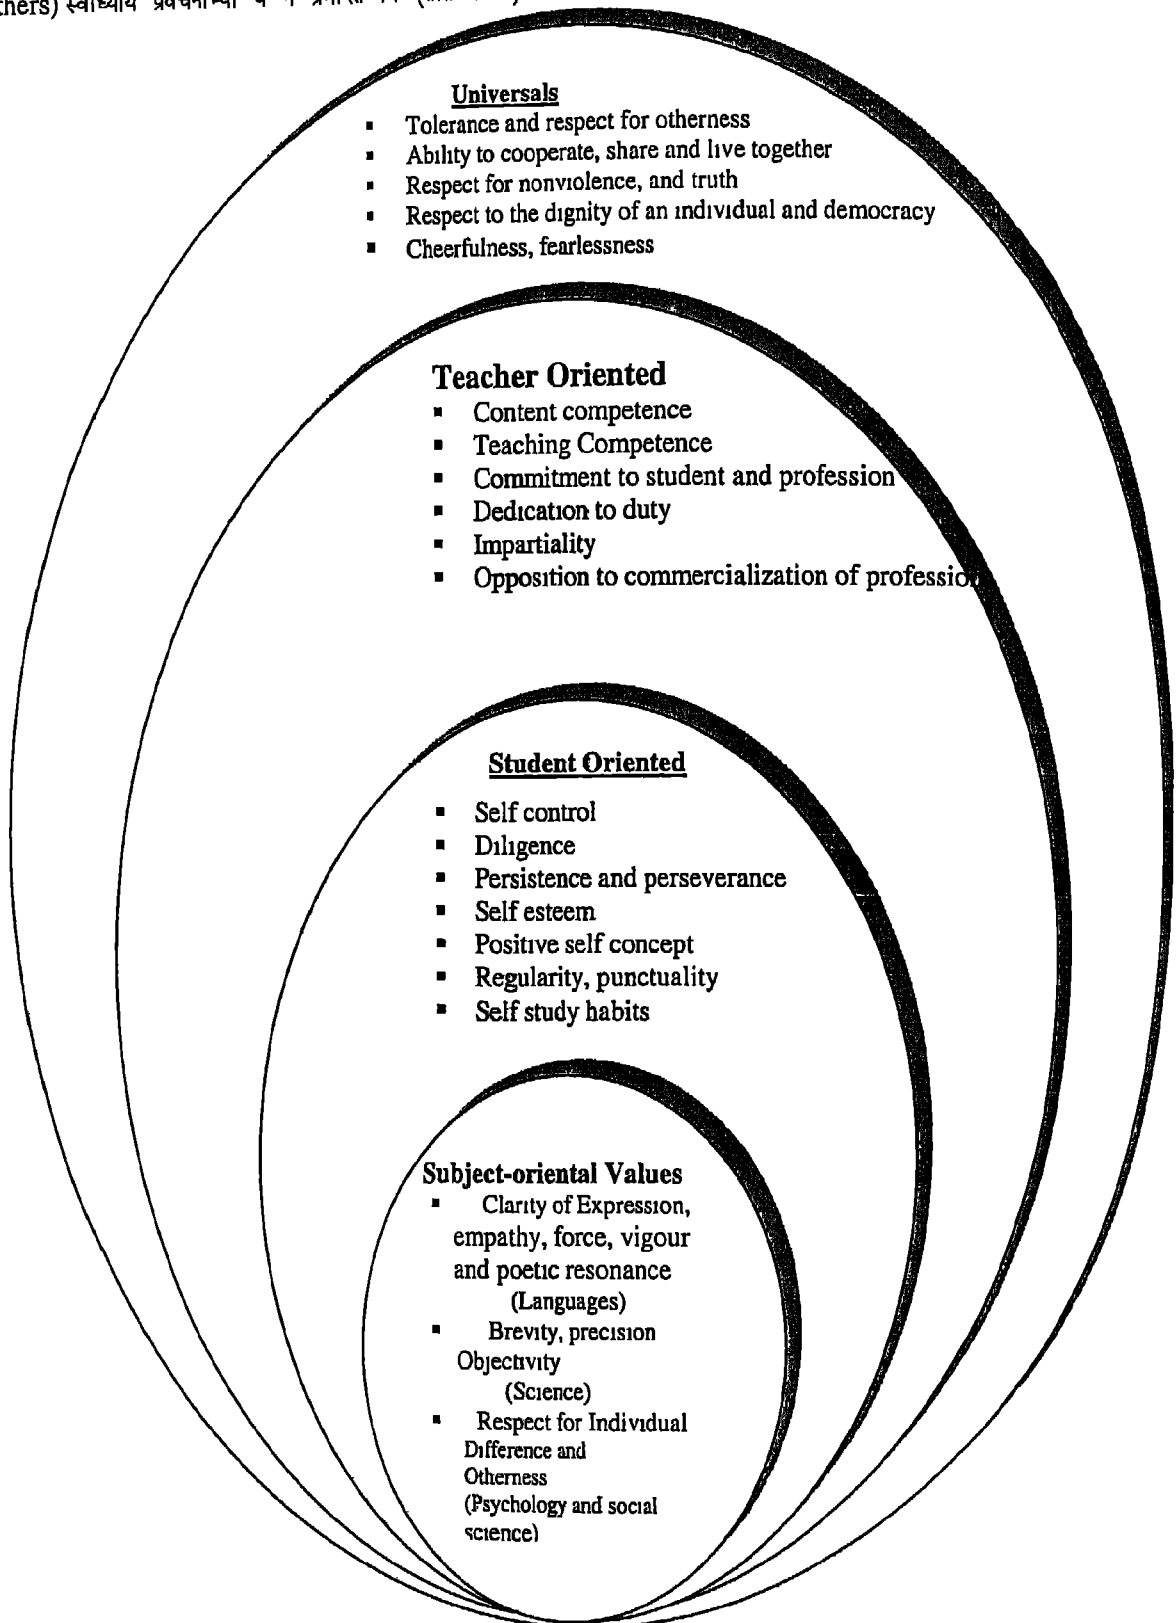 thers) स्वाध्याय प्रवचनाभ्यां
Universals
▪ Tolerance and respect for otherness
▪ Ability to cooperate, share and live together
▪ Respect for nonviolence, and truth
▪ Respect to the dignity of an individual and democracy
▪ Cheerfulness, fearlessness
Teacher Oriented
▪ Content competence
▪ Teaching Competence
▪ Commitment to student and profession
▪ Dedication to duty
▪ Impartiality
▪ Opposition to commercialization of profession
Student Oriented
▪ Self control
▪ Diligence
▪ Persistence and perseverance
▪ Self esteem
▪ Positive self concept
▪ Regularity, punctuality
▪ Self study habits
Subject-oriental Values
▪ Clarity of Expression,
empathy, force, vigour
and poetic resonance
(Languages)
▪ Brevity, precision
Objectivity
(Science)
▪ Respect for Individual
Difference and
Otherness
(Psychology and social
science)